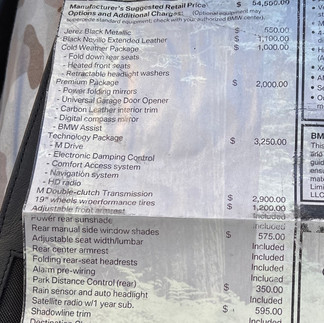 Manufacturer's Suggested Retail Price $ 54,500.00
Options and Additional Charges: (Optional equipment may
supersede standard equipment; check with your authorized BMW center).
Jerez Black Metallic $ 550.00
Black Novillo Extended Leather $ 1,100.00
Cold Weather Package $ 1,000.00
- Fold down rear seats
- Heated front seats
- Retractable headlight washers
Premium Package $ 2,000.00
- Power folding mirrors
- Universal Garage Door Opener
- Carbon Leather interior trim
- Digital compass mirror
- BMW Assist
Technology Package $ 3,250.00
- M Drive
- Electronic Damping Control
- Comfort Access system
- Navigation system
- HD radio
M Double-clutch Transmission $ 2,900.00
19" wheels w/performance tires $ 1,200.00
Adjustable front armrest Included
Power rear sunshade Included
Rear manual side window shades $ 575.00
Adjustable seat width/lumbar Included
Rear center armrest Included
Folding rear-seat headrests Included
Alarm pre-wiring Included
Park Distance Control (rear) $ 350.00
Rain sensor and auto headlight Included
Satellite radio w/1 year sub. $ 595.00
Shadowline trim Included
BM
This
and